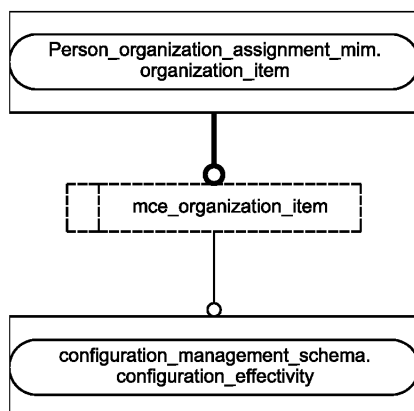 Person_organization_assignment_mim.
organization_item
mce_organization_item
configuration_management_schema.
configuration_effectivity